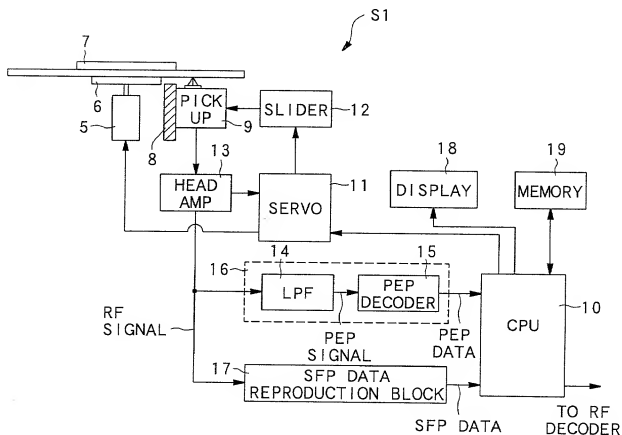 S1
7
6
5
8
PICK
UP
9
SLIDER
12
13
HEAD
AMP
11
SERVO
18
DISPLAY
19
MEMORY
16
14
LPF
15
PEP
DECODER
10
CPU
RF
SIGNAL
PEP
SIGNAL
PEP
DATA
17
SFP DATA
REPRODUCTION BLOCK
SFP DATA
TO RF
DECODER